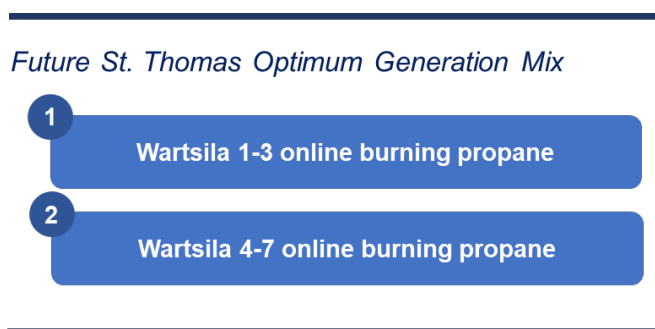 Future St. Thomas Optimum Generation Mix
1
Wartsila 1-3 online burning propane
2
Wartsila 4-7 online burning propane